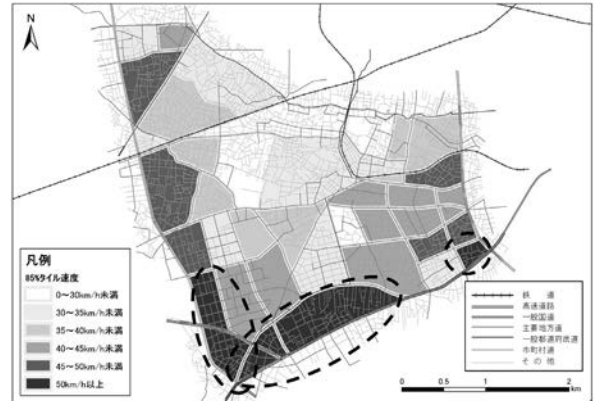 N
凡例
85%タイル速度
0～30km/h未満
30～35km/h未満
35～40km/h未満
40～45km/h未満
45～50km/h未満
50km/h以上
鉄　道
高速道路
一般国道
主要地方道
一般都道府県道
市町村道
その他
0 0.5 1 2
km